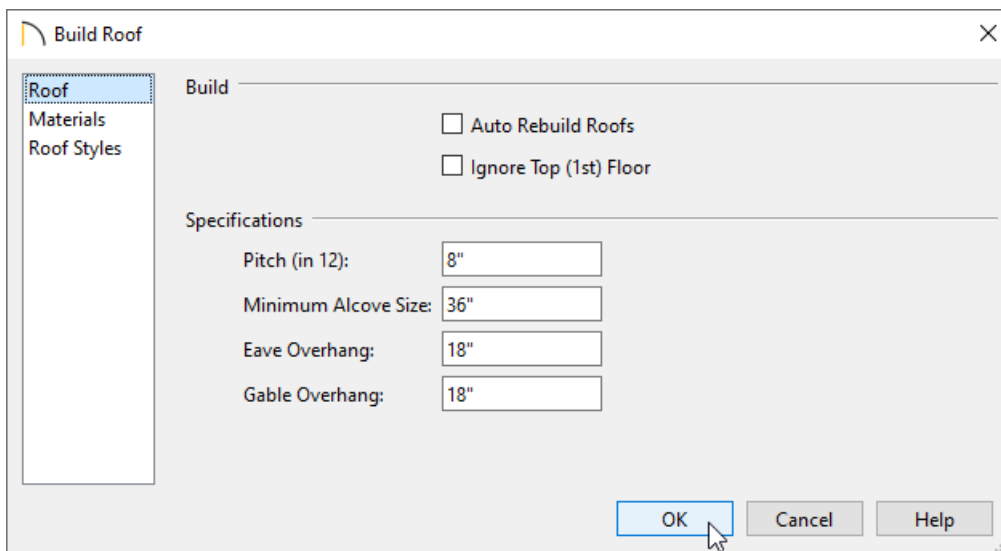 Build Roof
Roof
Materials
Roof Styles
Build
Auto Rebuild Roofs
Ignore Top (1st) Floor
Specifications
Pitch (in 12): 8"
Minimum Alcove Size: 36"
Eave Overhang: 18"
Gable Overhang: 18"
OK Cancel Help